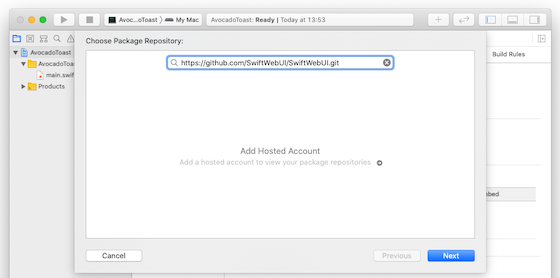 Avoc...oToast 〉 My Mac
AvocadoToast: Ready | Today at 13:53
Choose Package Repository:
https://github.com/SwiftWebUI/SwiftWebUI.git
AvocadoToast
AvocadoToa
main.swif
Products
Build Rules
Add Hosted Account
Add a hosted account to view your package repositories
mbed
Cancel
Previous
Next